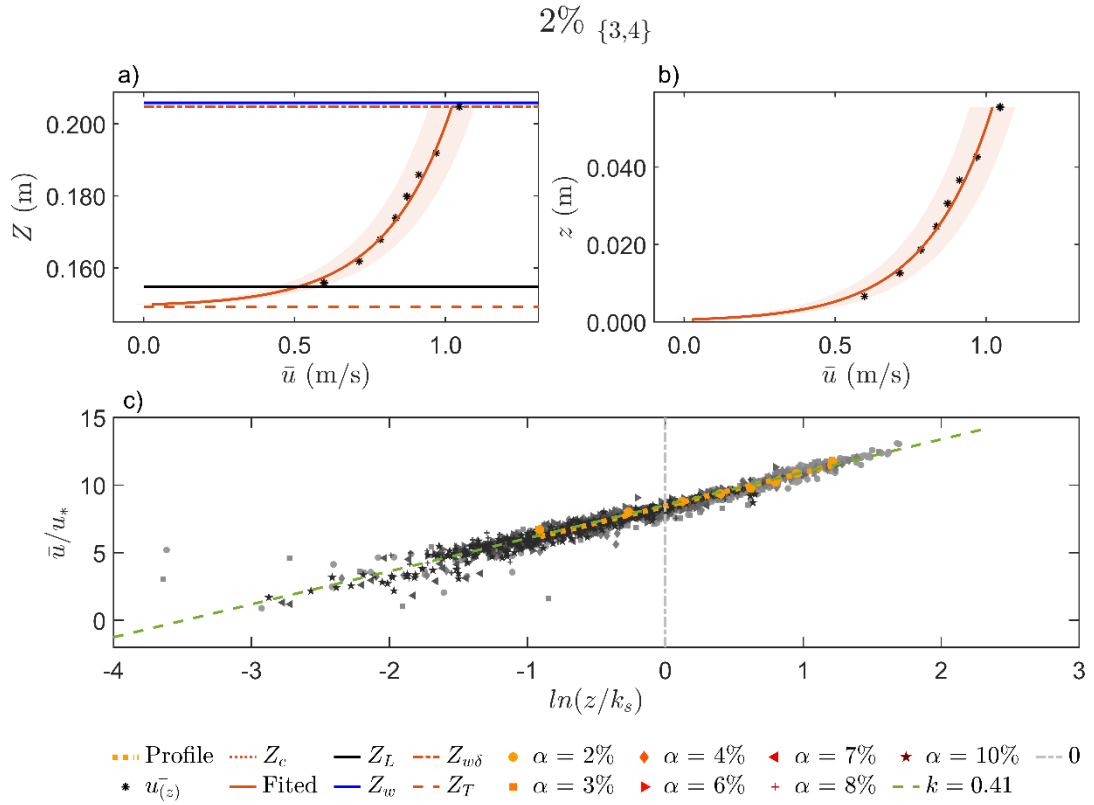 2% {3,4}
a)
b)
0.200
0.180
0.160
Z (m)
0.0 0.5 1.0
ū (m/s)
0.040
0.020
0.000
z (m)
0.0 0.5 1.0
ū (m/s)
c)
15
10
5
0
ū/u*
-4 -3 -2 -1 0 1 2 3
ln(z/ks)
Profile Zc ZL Zwδ α = 2% α = 4% α = 7% α = 10% 0
ū(z) Fited Zw ZT α = 3% α = 6% α = 8% k = 0.41